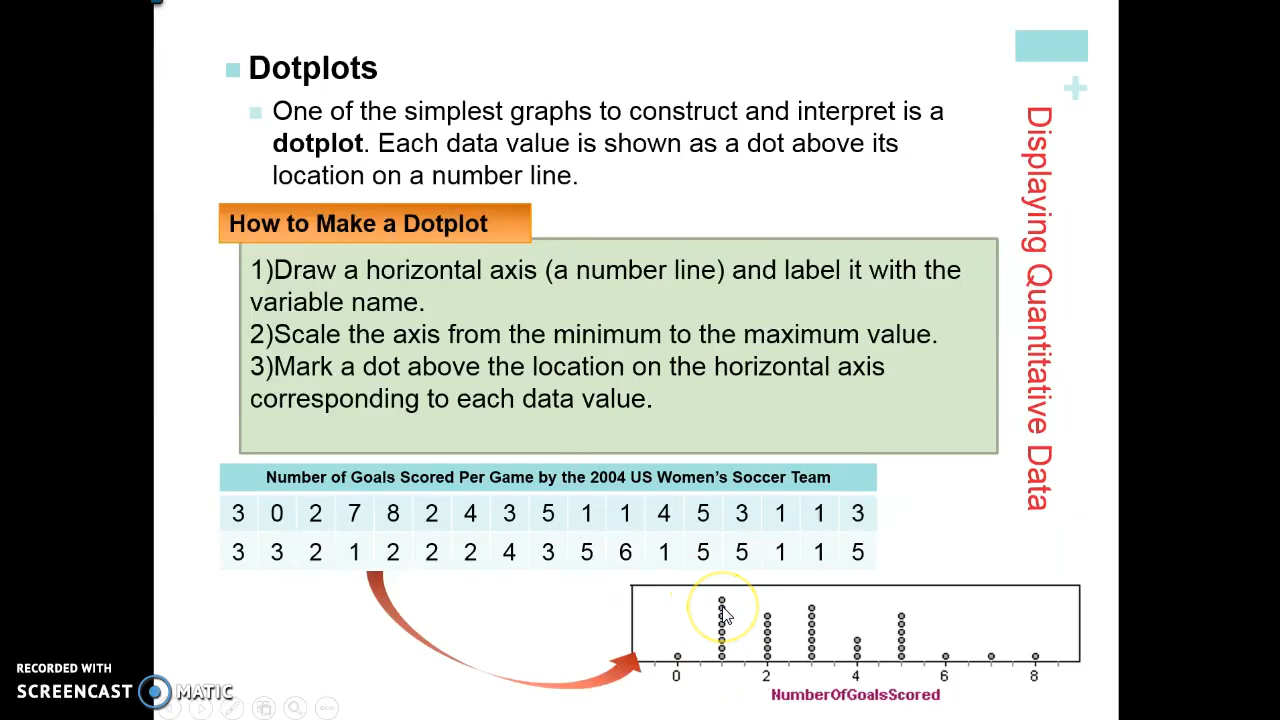 Dotplots
One of the simplest graphs to construct and interpret is a
dotplot. Each data value is shown as a dot above its
location on a number line.
How to Make a Dotplot
1)Draw a horizontal axis (a number line) and label it with the
variable name.
2)Scale the axis from the minimum to the maximum value.
3)Mark a dot above the location on the horizontal axis
corresponding to each data value.
+
Displaying Quantitative Data
Number of Goals Scored Per Game by the 2004 US Women's Soccer Team
3 0 2 7 8 2 4 3 5 1 1 4 5 3 1 1 3
3 3 2 1 2 2 2 4 3 5 6 1 5 5 1 1 5
0 2 4 6 8
NumberOfGoalsScored
RECORDED WITH
SCREENCAST MATIC